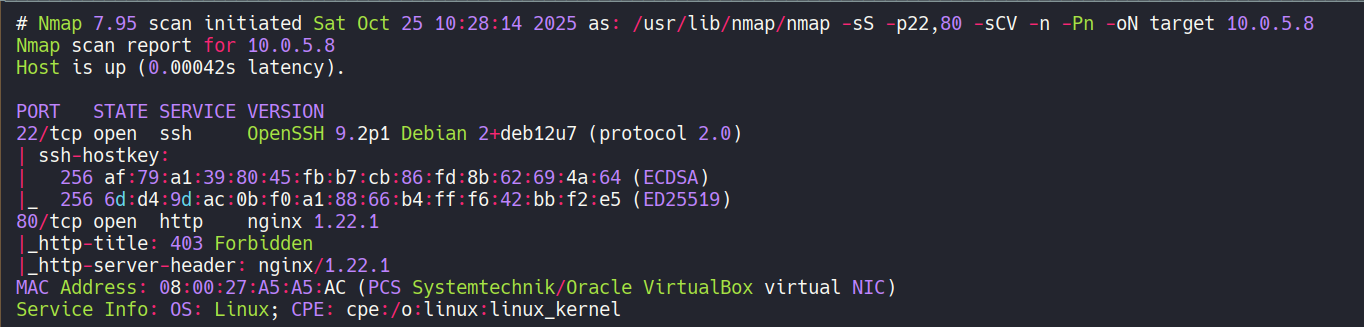 # Nmap 7.95 scan initiated Sat Oct 25 10:28:14 2025 as: /usr/lib/nmap/nmap -sS -p22,80 -sCV -n -Pn -oN target 10.0.5.8
Nmap scan report for 10.0.5.8
Host is up (0.00042s latency).

PORT   STATE SERVICE VERSION
22/tcp open  ssh     OpenSSH 9.2p1 Debian 2+deb12u7 (protocol 2.0)
| ssh-hostkey:
|   256 af:79:a1:39:80:45:fb:b7:cb:86:fd:8b:62:69:4a:64 (ECDSA)
|_  256 6d:d4:9d:ac:0b:f0:a1:88:66:b4:ff:f6:42:bb:f2:e5 (ED25519)
80/tcp open  http    nginx 1.22.1
|_http-title: 403 Forbidden
|_http-server-header: nginx/1.22.1
MAC Address: 08:00:27:A5:A5:AC (PCS Systemtechnik/Oracle VirtualBox virtual NIC)
Service Info: OS: Linux; CPE: cpe:/o:linux:linux_kernel